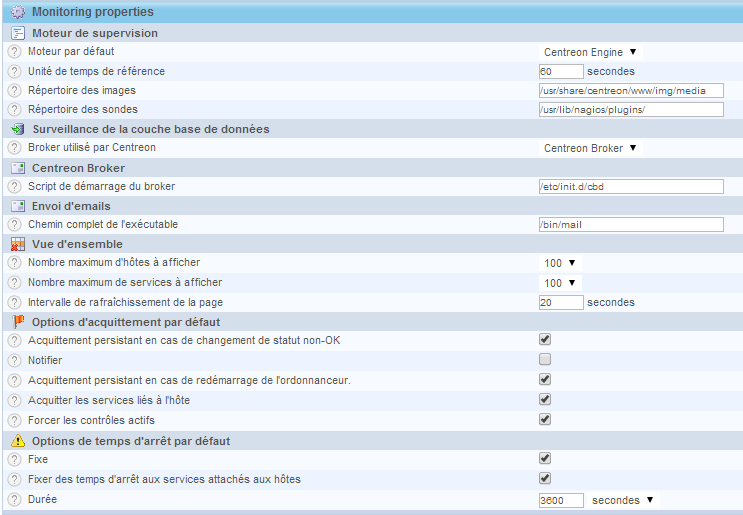 Monitoring properties
Moteur de supervision
? Moteur par défaut Centreon Engine ▼
? Unité de temps de référence 60 secondes
? Répertoire des images /usr/share/centreon/www/img/media
? Répertoire des sondes /usr/lib/nagios/plugins/
Surveillance de la couche base de données
? Broker utilisé par Centreon Centreon Broker ▼
Centreon Broker
? Script de démarrage du broker /etc/init.d/cbd
Envoi d'emails
? Chemin complet de l'exécutable /bin/mail
Vue d'ensemble
? Nombre maximum d'hôtes à afficher 100 ▼
? Nombre maximum de services à afficher 100 ▼
? Intervalle de rafraîchissement de la page 20 secondes
Options d'acquittement par défaut
? Acquittement persistant en cas de changement de statut non-OK
? Notifier
? Acquittement persistant en cas de redémarrage de l'ordonnanceur.
? Acquitter les services liés à l'hôte
? Forcer les contrôles actifs
Options de temps d'arrêt par défaut
? Fixe
? Fixer des temps d'arrêt aux services attachés aux hôtes
? Durée 3600 secondes ▼